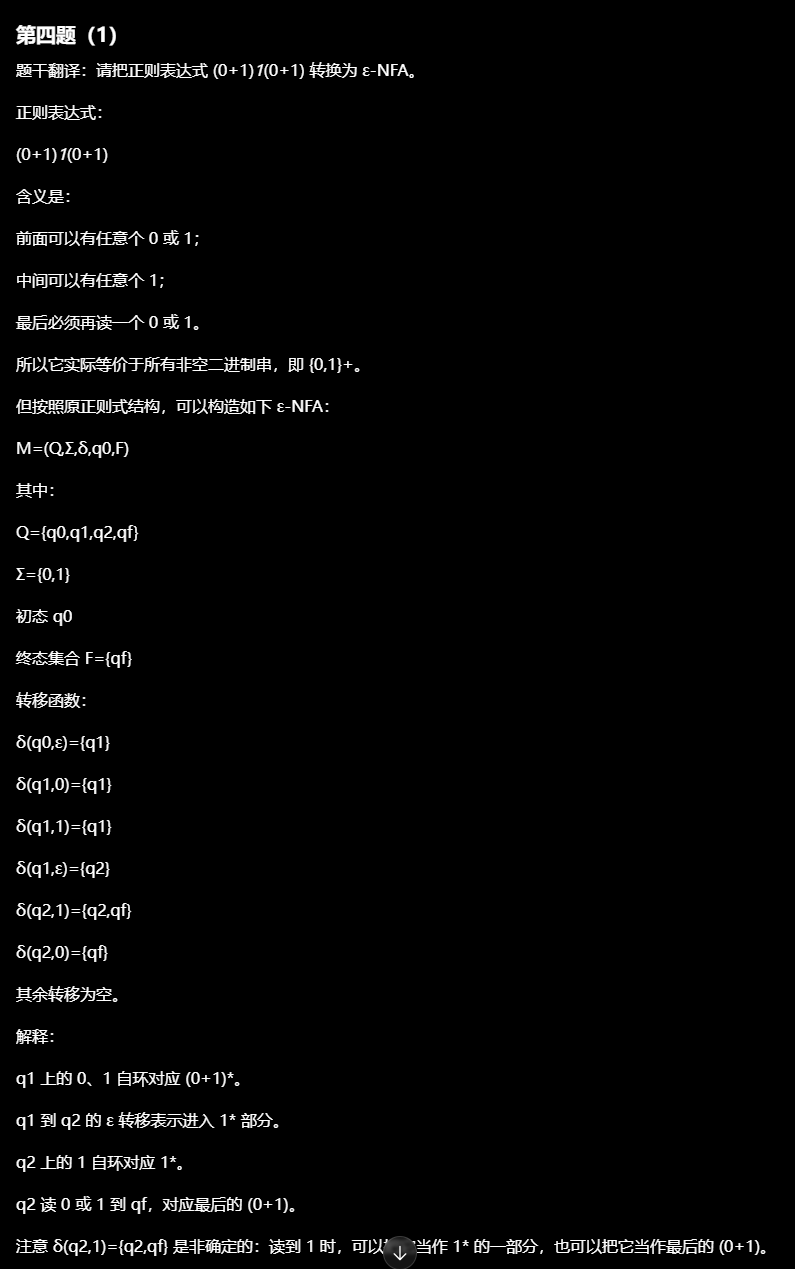 第四题（1）
题干翻译：请把正则表达式 (0+1)1(0+1) 转换为 ε-NFA。
正则表达式：
(0+1)1(0+1)
含义是：
前面可以有任意个 0 或 1；
中间可以有任意个 1；
最后必须再读一个 0 或 1。
所以它实际等价于所有非空二进制串，即 {0,1}+。
但按照原正则式结构，可以构造如下 ε-NFA：
M=(Q,Σ,δ,q0,F)
其中：
Q={q0,q1,q2,qf}
Σ={0,1}
初态 q0
终态集合 F={qf}
转移函数：
δ(q0,ε)={q1}
δ(q1,0)={q1}
δ(q1,1)={q1}
δ(q1,ε)={q2}
δ(q2,1)={q2,qf}
δ(q2,0)={qf}
其余转移为空。
解释：
q1 上的 0、1 自环对应 (0+1)*。
q1 到 q2 的 ε 转移表示进入 1* 部分。
q2 上的 1 自环对应 1*。
q2 读 0 或 1 到 qf，对应最后的 (0+1)。
注意 δ(q2,1)={q2,qf} 是非确定的：读到 1 时，可以当作 1* 的一部分，也可以把它当作最后的 (0+1)。